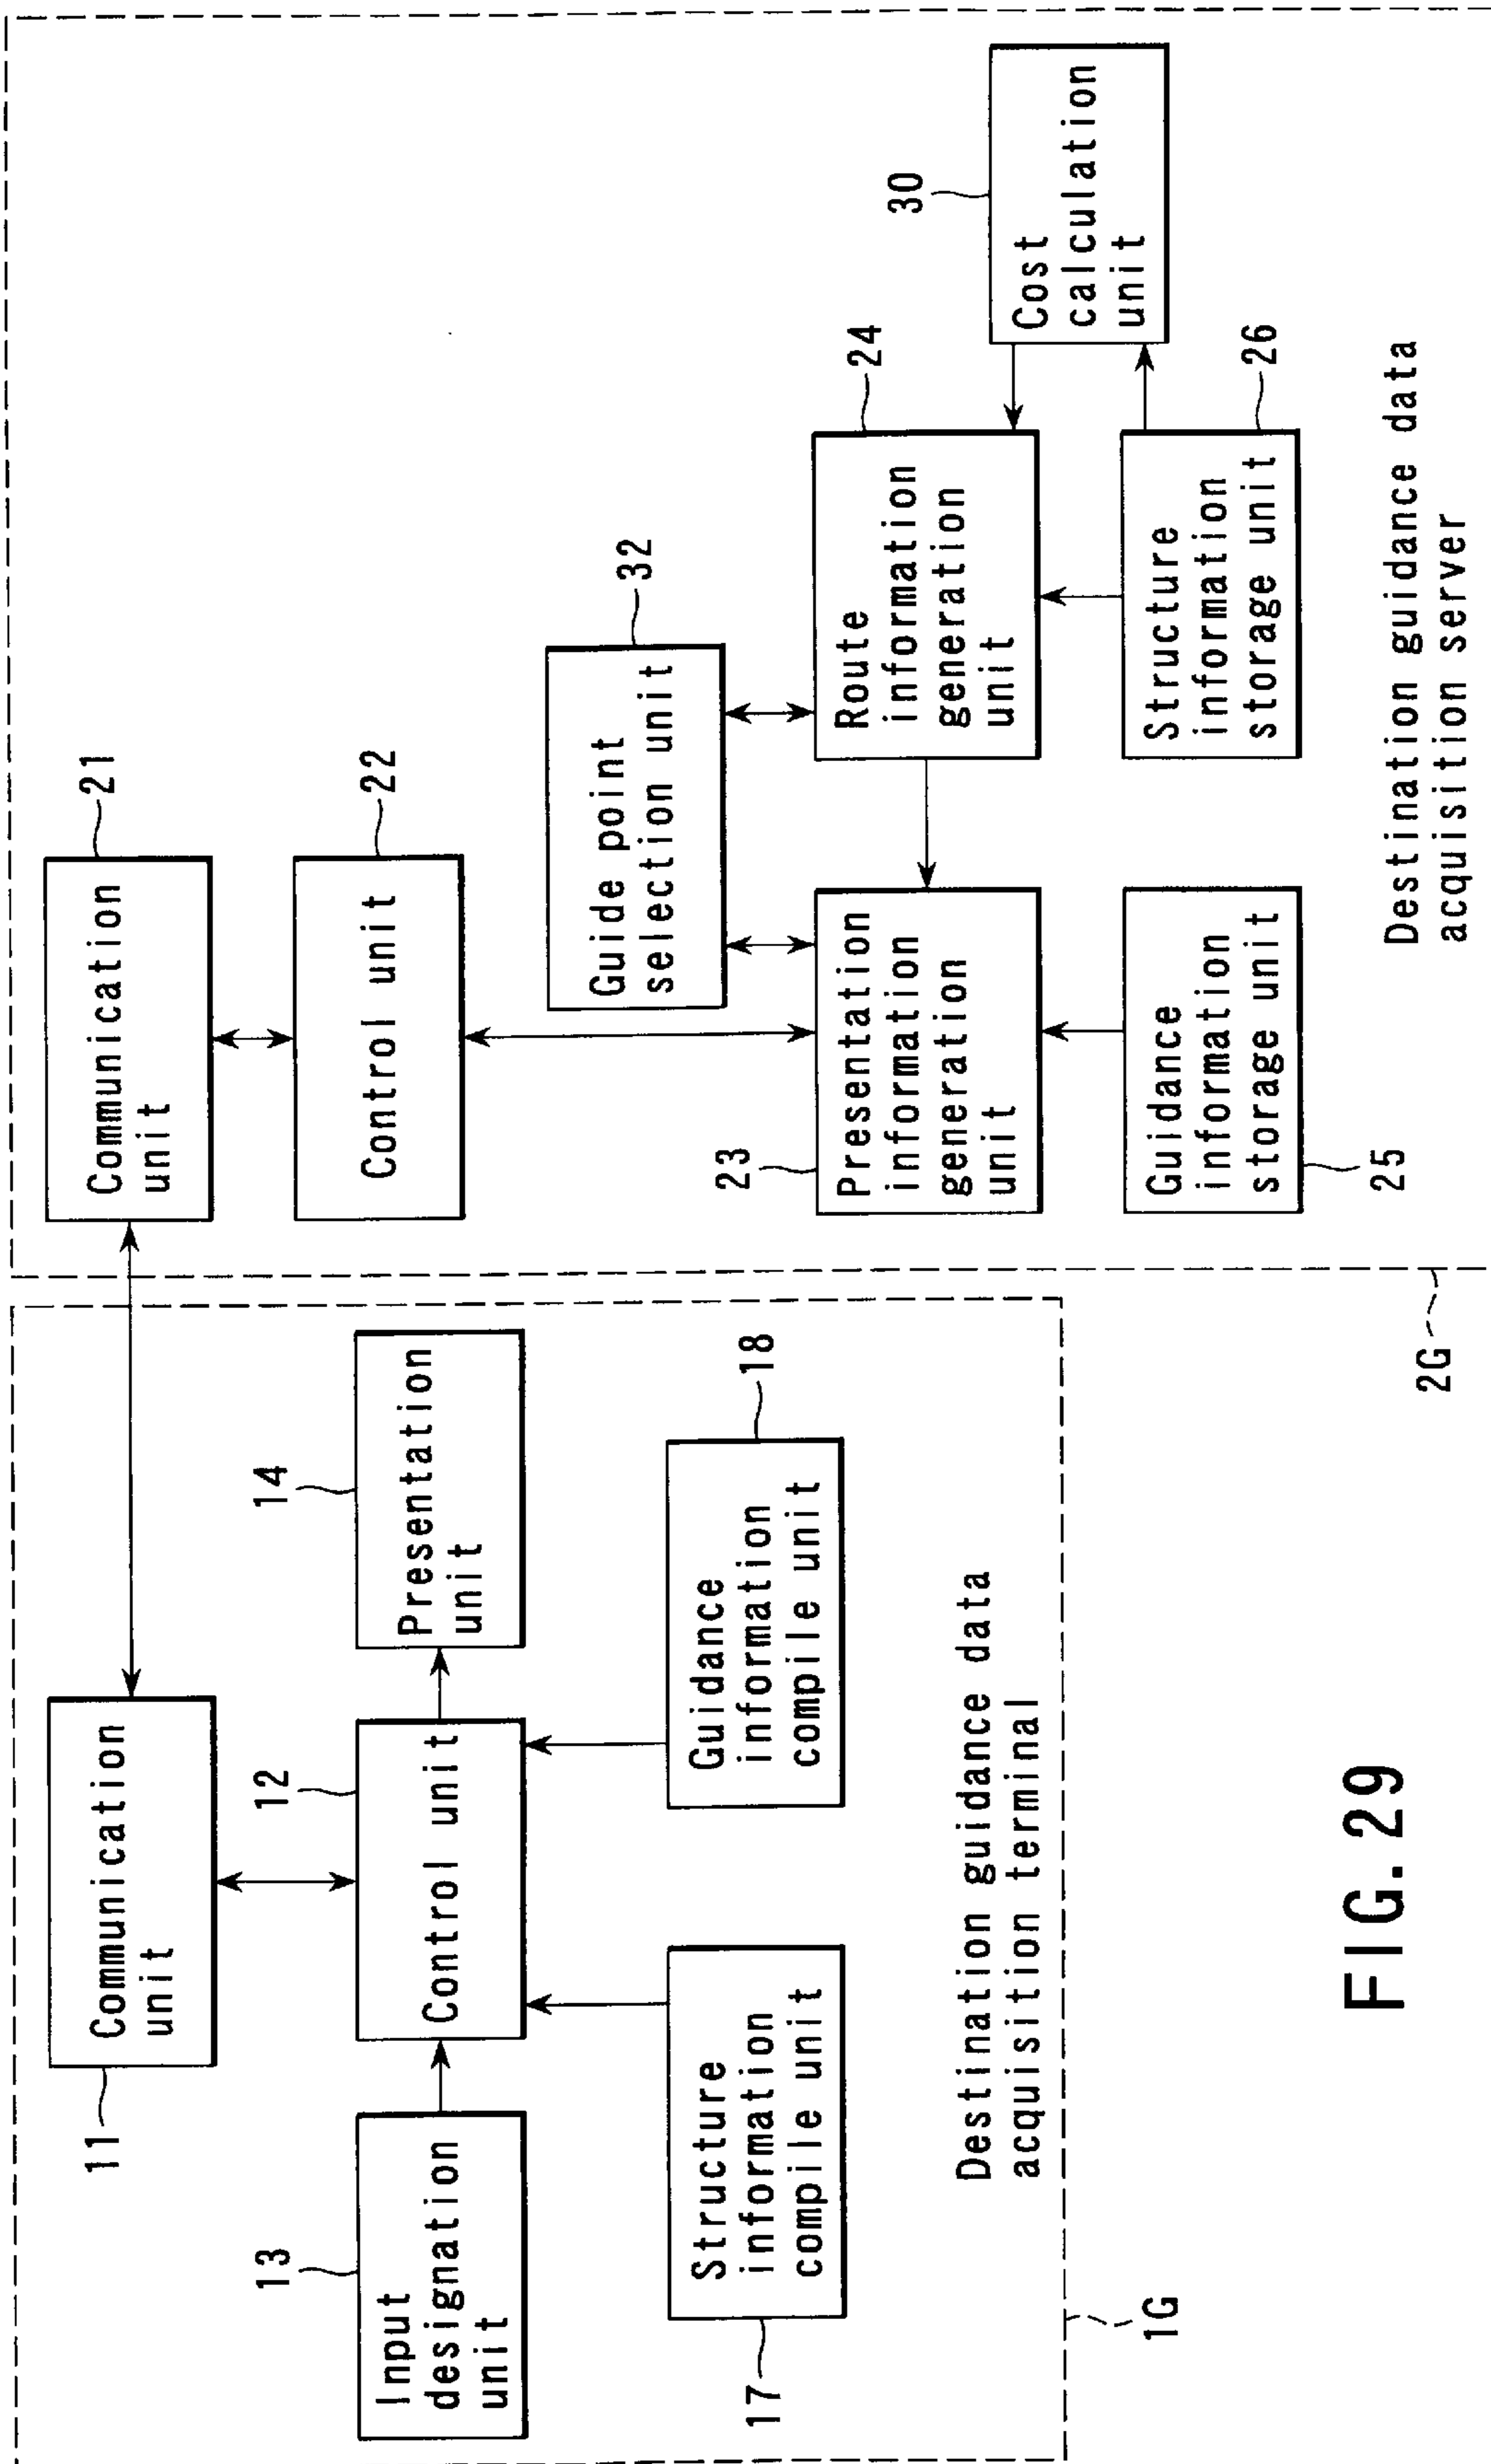 11
Communication
unit
13
Input
designation
unit
12
Control unit
14
Presentation
unit
17
Structure
information
compile unit
18
Guidance
information
compile unit
Destination guidance data
acquisition terminal
1G
Communication
unit
21
Control unit
22
Guide point
selection unit
32
23
Presentation
information
generation
unit
24
Route
information
generation
unit
30
Cost
calculation
unit
25
Guidance
information
storage unit
26
Structure
information
storage unit
Destination guidance data
acquisition server
2G
FIG. 29